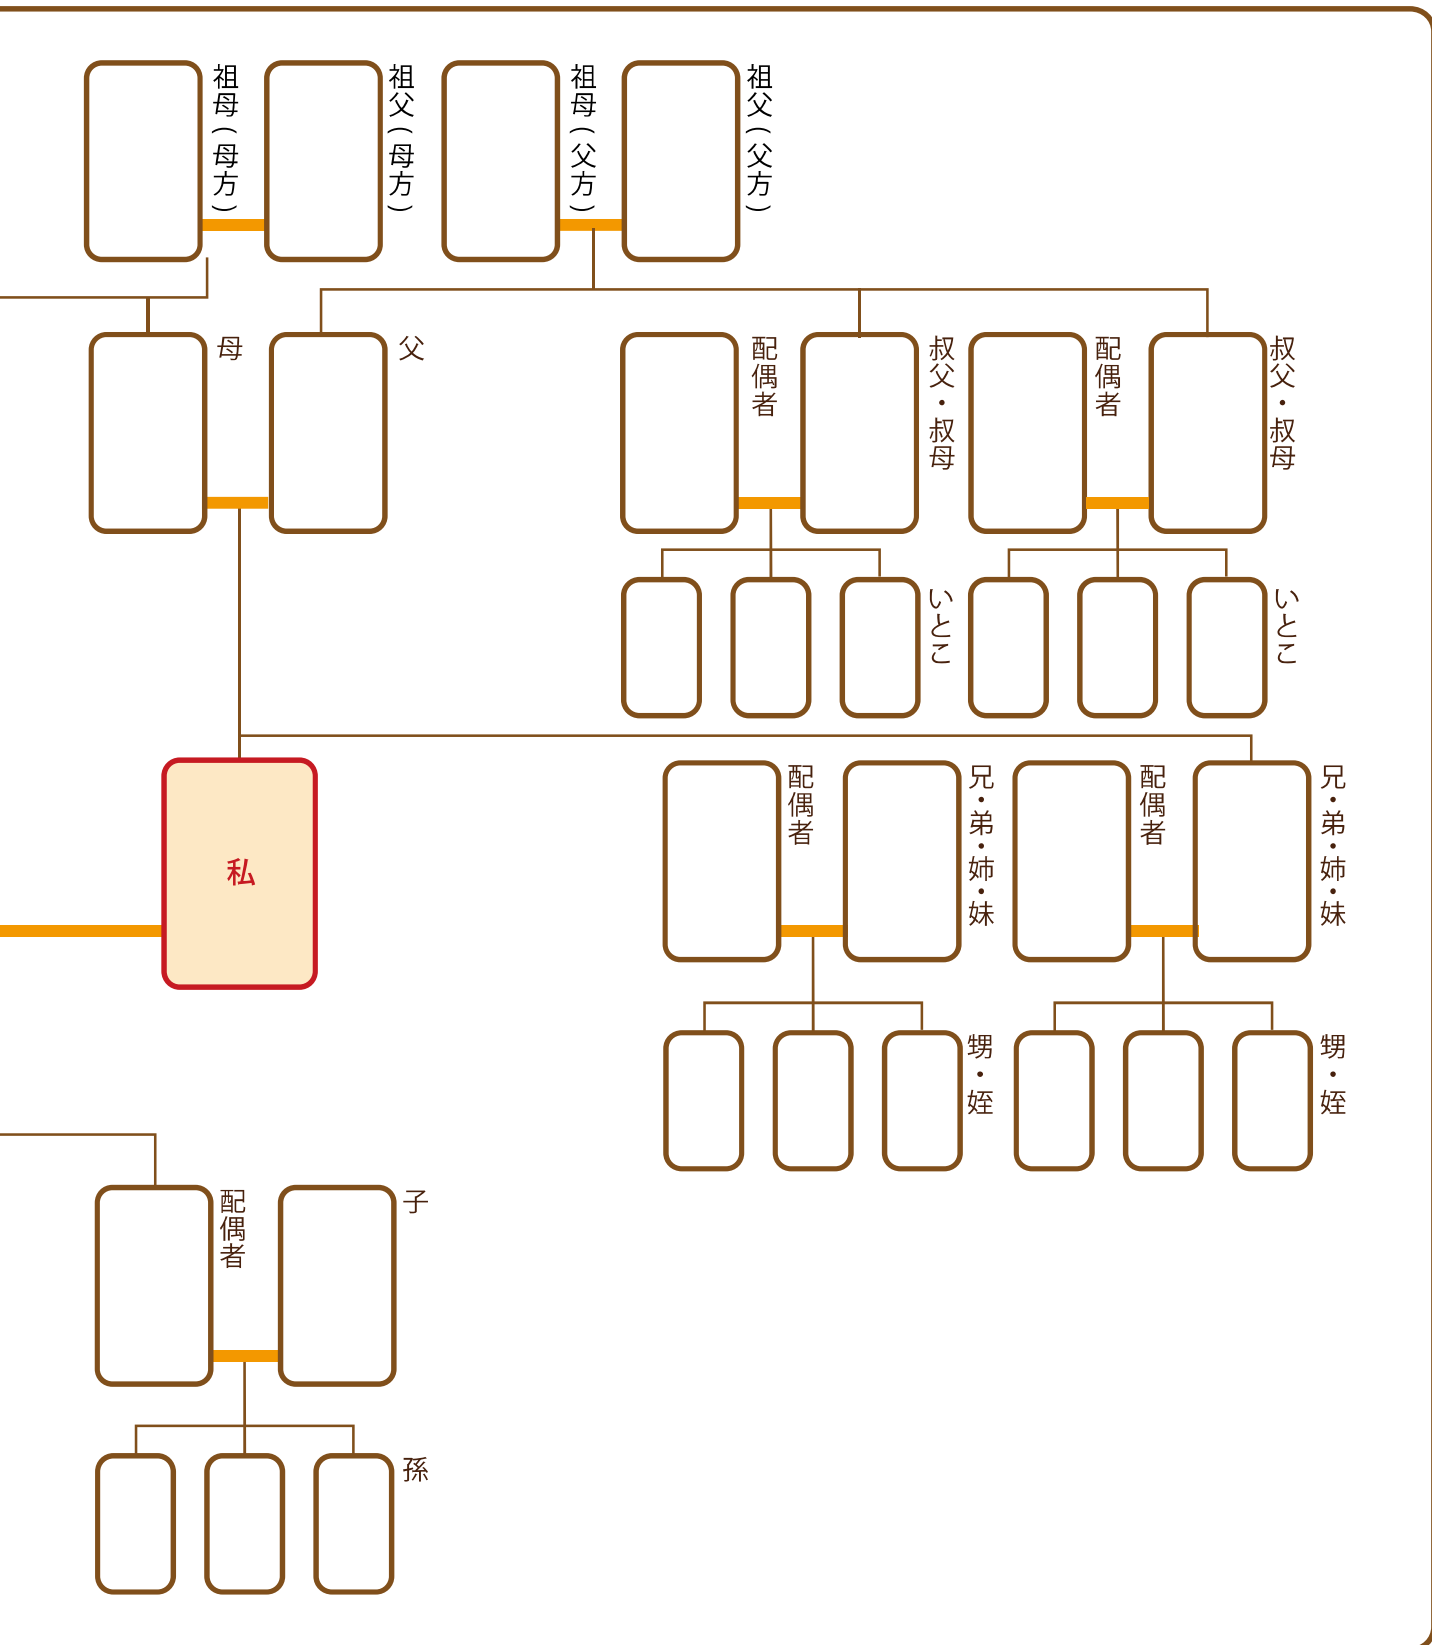 祖父(父方)
祖母(父方)
祖父(母方)
祖母(母方)
叔父・叔母
配偶者
叔父・叔母
配偶者
父
母
いとこ
いとこ
兄・弟・姉・妹
配偶者
兄・弟・姉・妹
配偶者
私
甥・姪
甥・姪
子
配偶者
孫